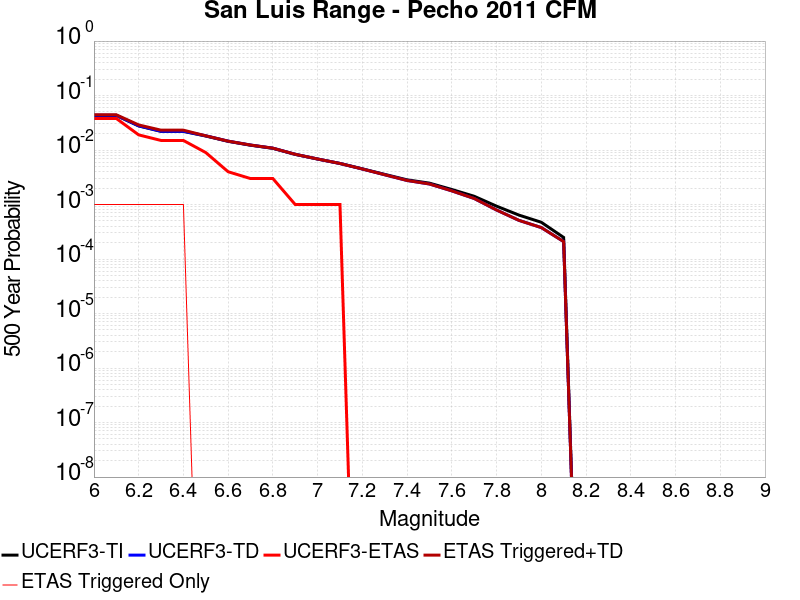 San Luis Range - Pecho 2011 CFM
10^0
10^-1
10^-2
10^-3
10^-4
10^-5
10^-6
10^-7
10^-8
500 Year Probability
6 6.2 6.4 6.6 6.8 7 7.2 7.4 7.6 7.8 8 8.2 8.4 8.6 8.8 9
Magnitude
UCERF3-TI UCERF3-TD UCERF3-ETAS ETAS Triggered+TD
ETAS Triggered Only